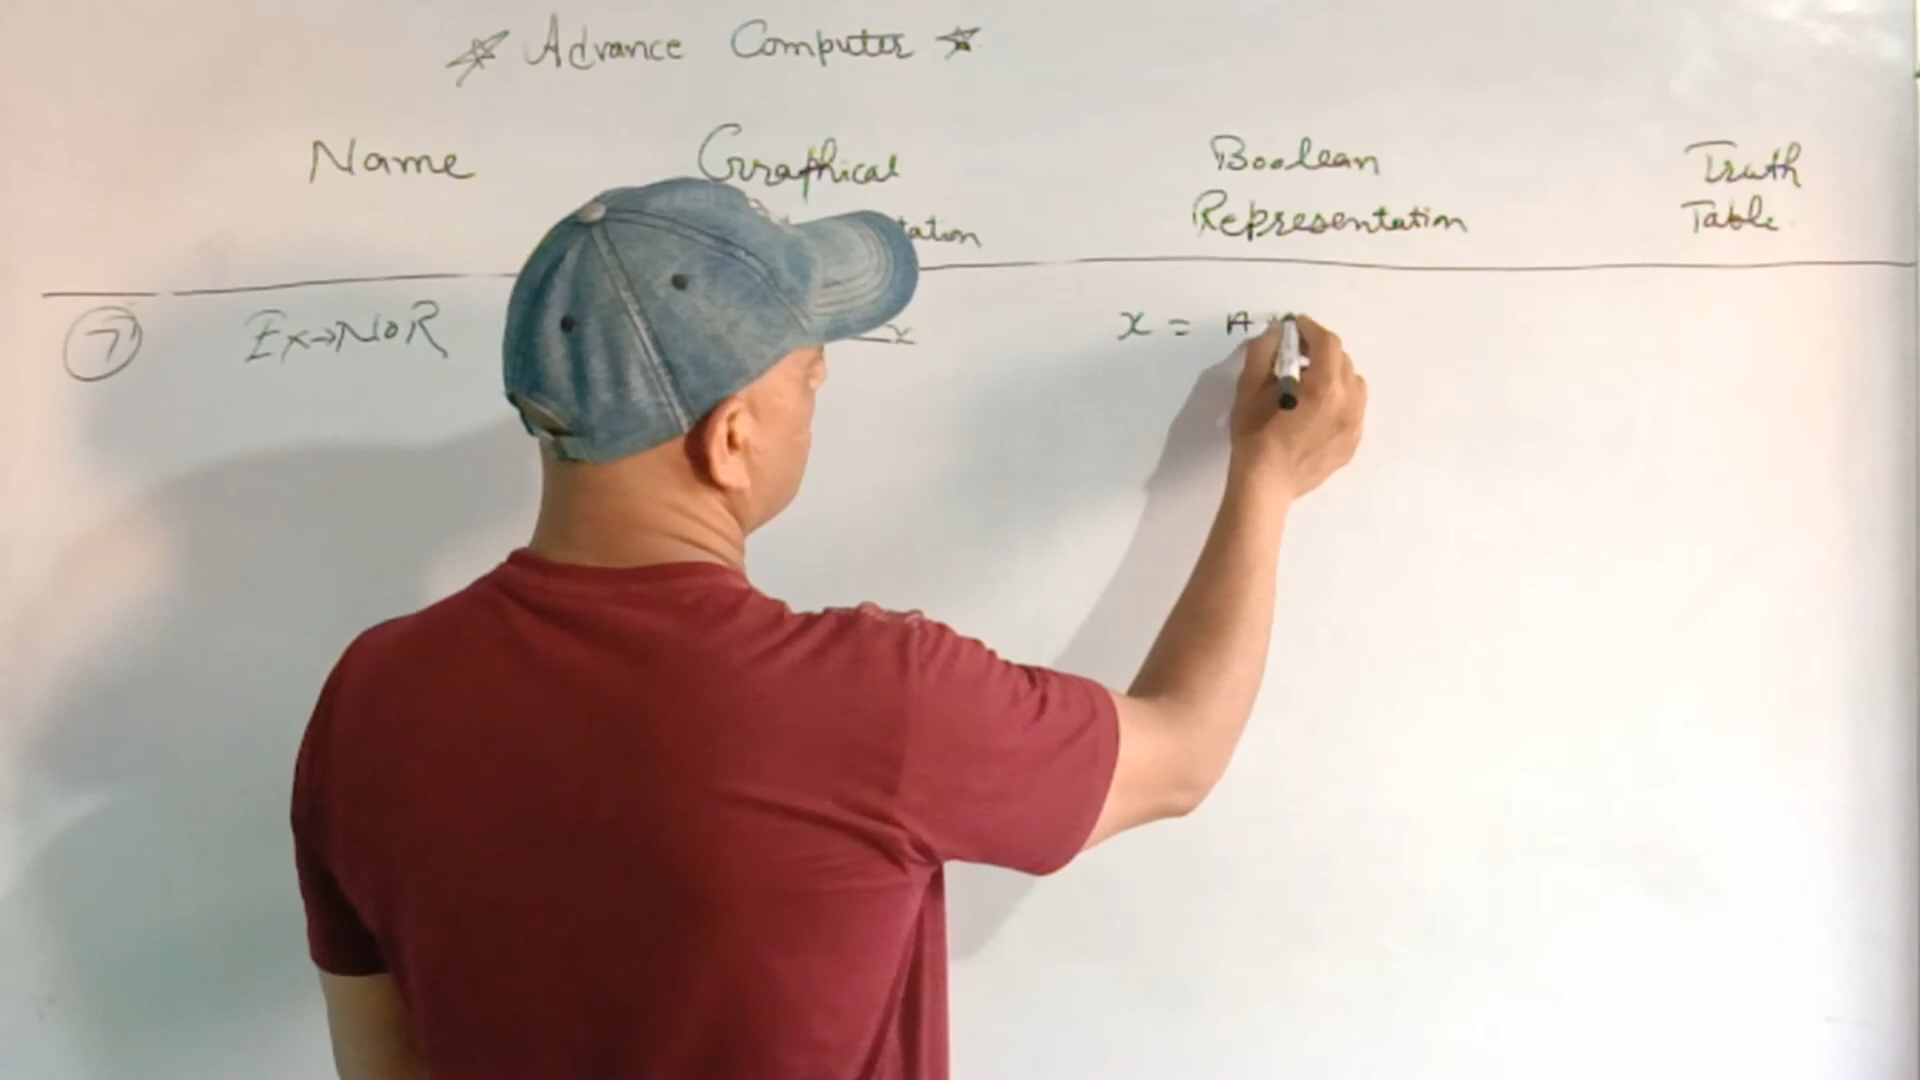 Advance Computer
Name Graphical Boolean Truth
tation Representation Table
7 Ex→NOR x x = A